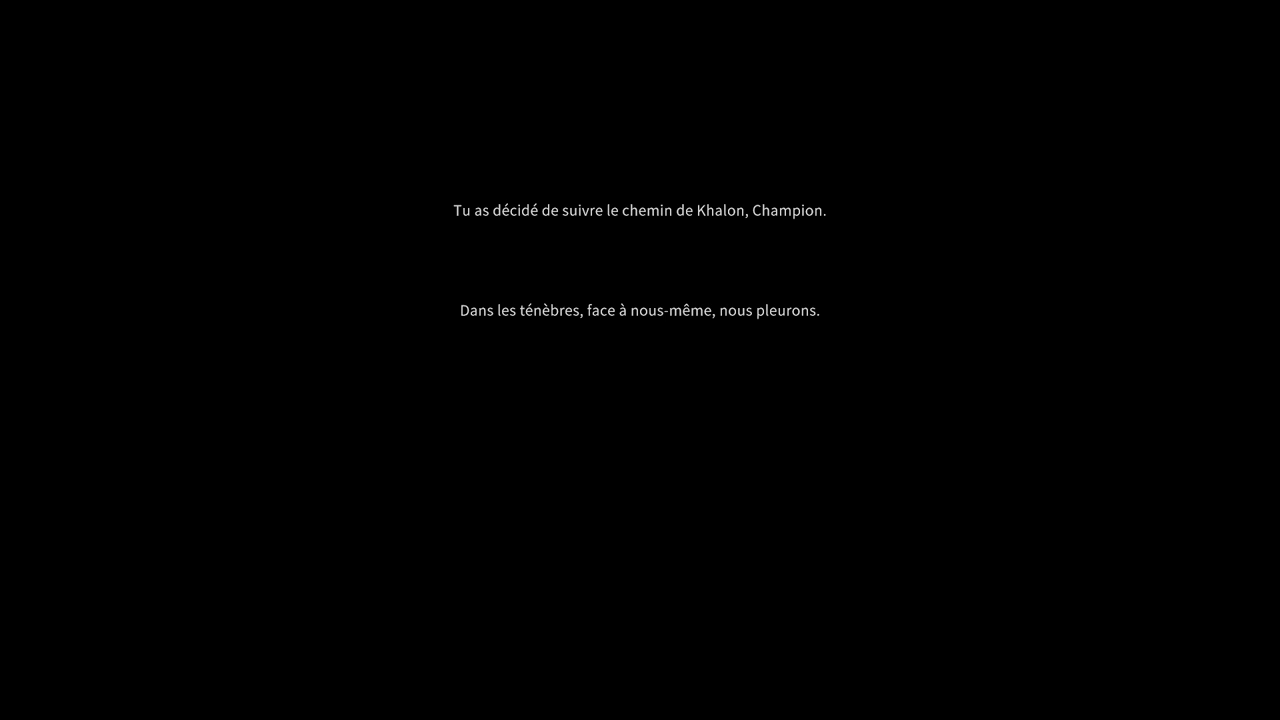 Tu as décidé de suivre le chemin de Khalon, Champion.
Dans les ténèbres, face à nous-même, nous pleurons.